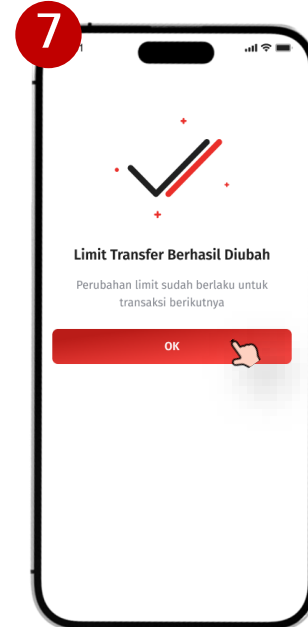 7
Limit Transfer Berhasil Diubah
Perubahan limit sudah berlaku untuk
transaksi berikutnya
OK